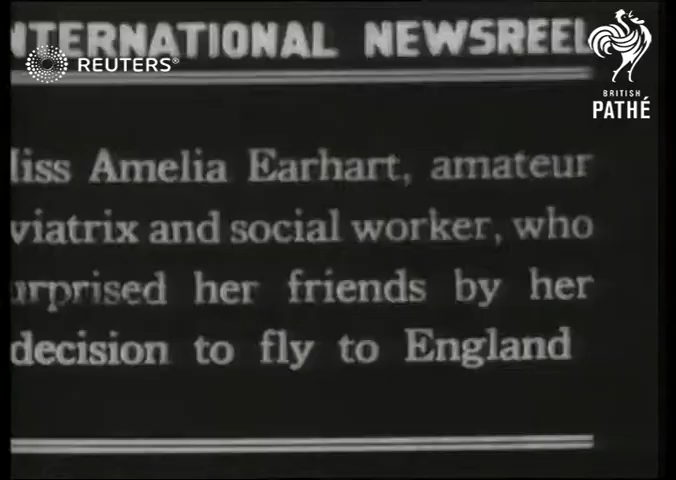 NTERNATIONAL NEWSREEL
REUTERS®
BRITISH
PATHÉ
iss Amelia Earhart, amateur
viatrix and social worker, who
urprised her friends by her
decision to fly to England